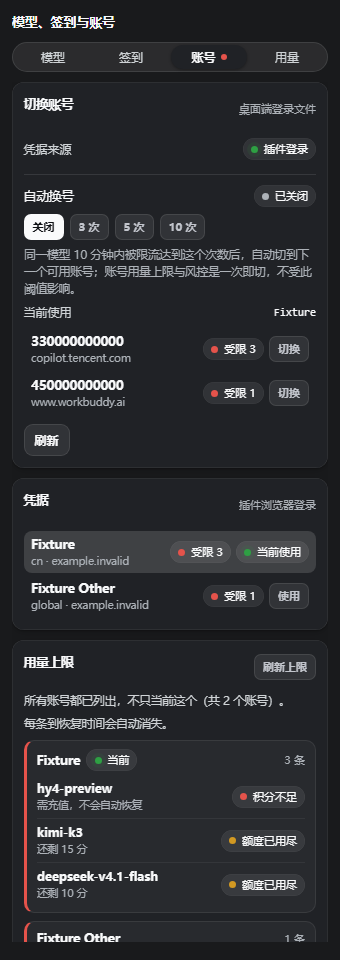 模型、签到与账号
模型
签到
账号
用量
切换账号
桌面端登录文件
凭据来源
插件登录
自动换号
已关闭
关闭
3 次
5 次
10 次
同一模型 10 分钟内被限流达到这个次数后，自动切到下
一个可用账号；账号用量上限与风控是一次即切，不受此
阈值影响。
当前使用
Fixture
330000000000
受限 3
切换
copilot.tencent.com
450000000000
受限 1
切换
www.workbuddy.ai
刷新
凭据
插件浏览器登录
Fixture
受限 3
当前使用
cn · example.invalid
Fixture Other
受限 1
使用
global · example.invalid
用量上限
刷新上限
所有账号都已列出，不只当前这个（共 2 个账号）。
每条到恢复时间会自动消失。
Fixture
当前
3 条
hy4-preview
积分不足
需充值，不会自动恢复
kimi-k3
额度已用尽
还剩 15 分
deepseek-v4.1-flash
额度已用尽
还剩 10 分
Fixture Other
1 条